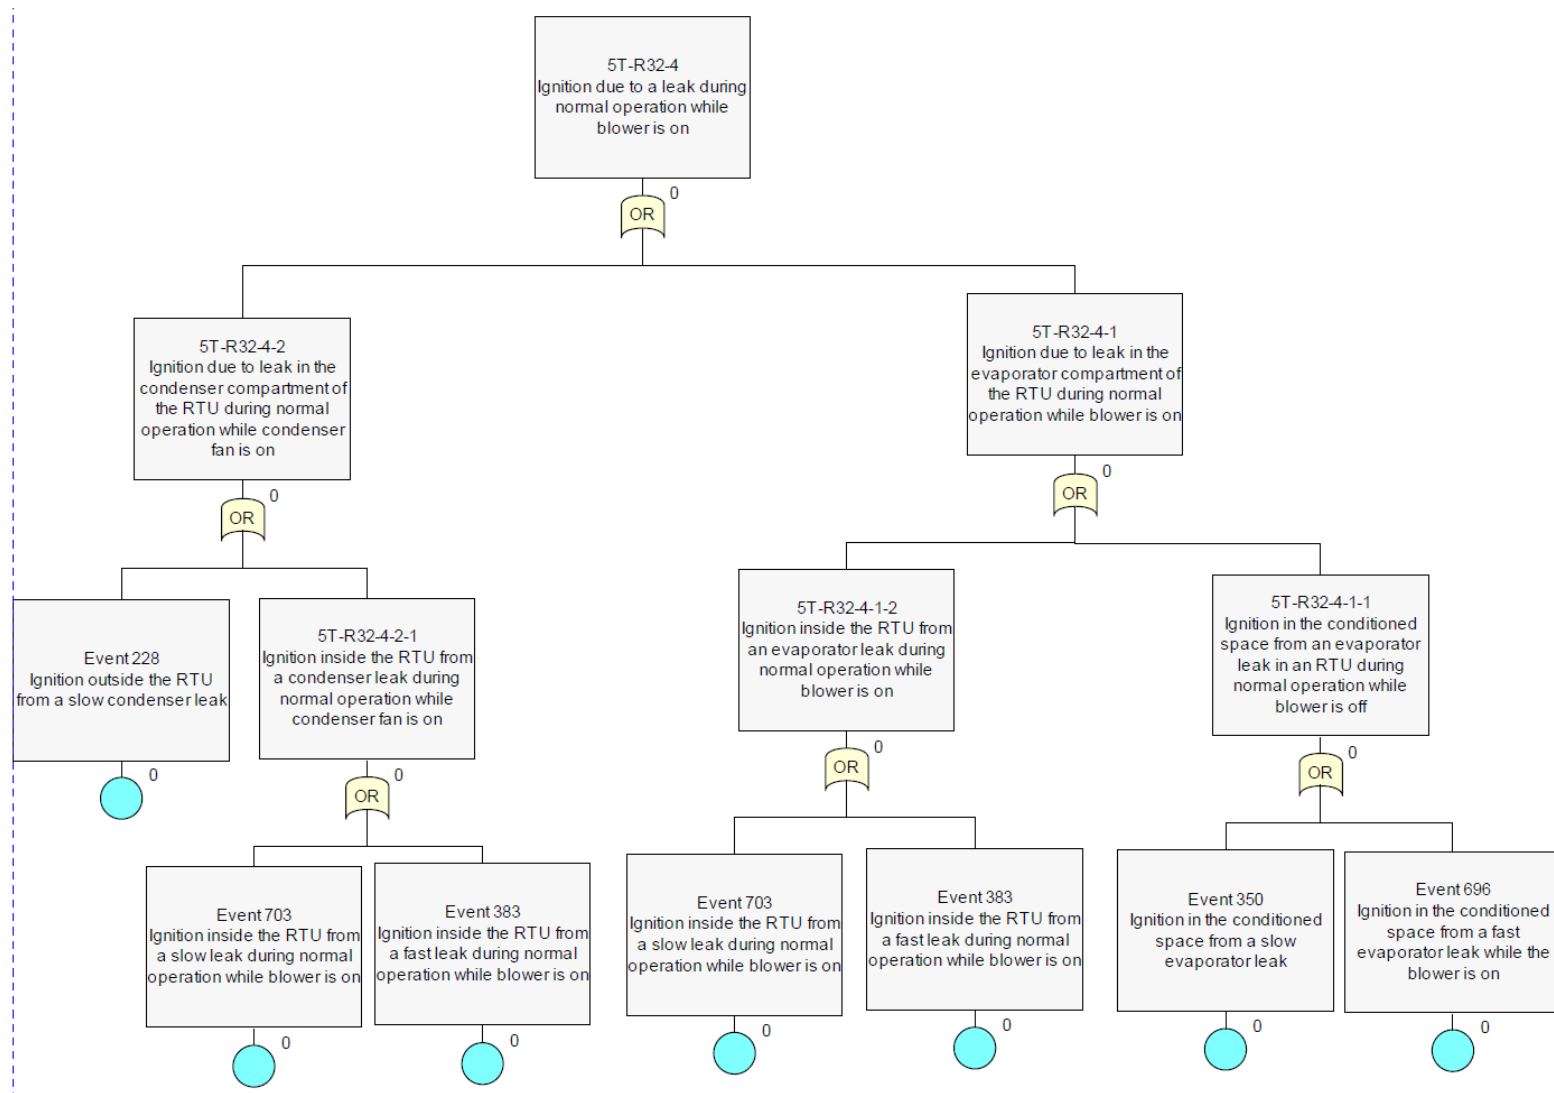 5T-R32-4
Ignition due to a leak during
normal operation while
blower is on
0
OR
5T-R32-4-2
Ignition due to leak in the
condenser compartment of
the RTU during normal
operation while condenser
fan is on
0
OR
5T-R32-4-1
Ignition due to leak in the
evaporator compartment of
the RTU during normal
operation while blower is on
0
OR
Event 228
Ignition outside the RTU
from a slow condenser leak
0
5T-R32-4-2-1
Ignition inside the RTU from
a condenser leak during
normal operation while
condenser fan is on
0
OR
5T-R32-4-1-2
Ignition inside the RTU from
an evaporator leak during
normal operation while
blower is on
0
OR
5T-R32-4-1-1
Ignition in the conditioned
space from an evaporator
leak in an RTU during
normal operation while
blower is off
0
OR
Event 703
Ignition inside the RTU from
a slow leak during normal
operation while blower is on
0
Event 383
Ignition inside the RTU from
a fast leak during normal
operation while blower is on
0
Event 703
Ignition inside the RTU from
a slow leak during normal
operation while blower is on
0
Event 383
Ignition inside the RTU from
a fast leak during normal
operation while blower is on
0
Event 350
Ignition in the conditioned
space from a slow
evaporator leak
0
Event 696
Ignition in the conditioned
space from a fast
evaporator leak while the
blower is on
0